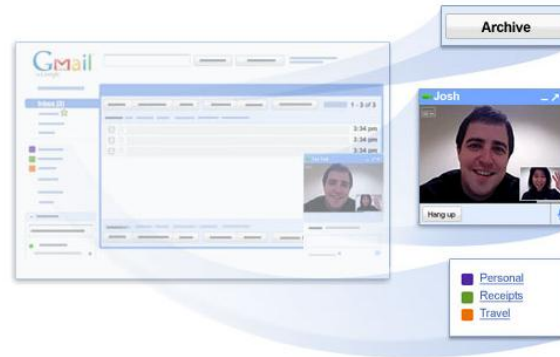 Gmail
Inbox (3)
1 - 3 of 3
3:34 pm
3:34 pm
3:34 pm
Archive
Josh
Hang up
Personal
Receipts
Travel